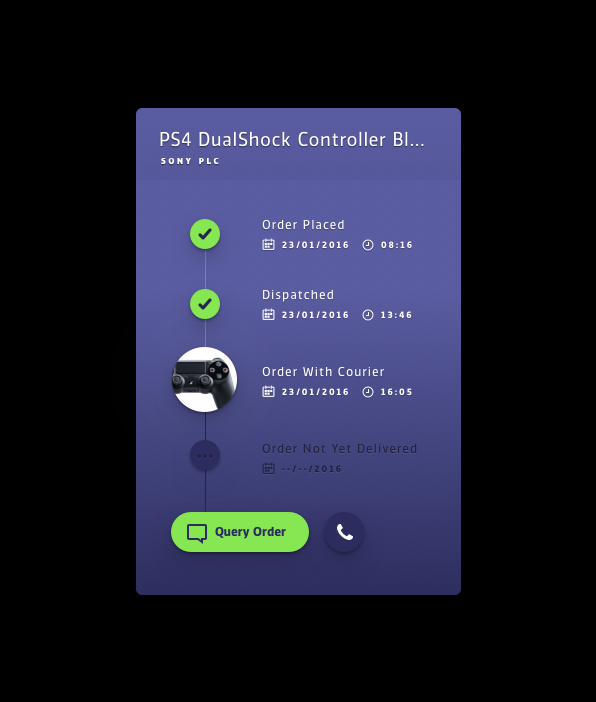 PS4 DualShock Controller Bl...
SONY PLC
Order Placed
23/01/2016 08:16
Dispatched
23/01/2016 13:46
Order With Courier
23/01/2016 16:05
Order Not Yet Delivered
--/--/2016
Query Order